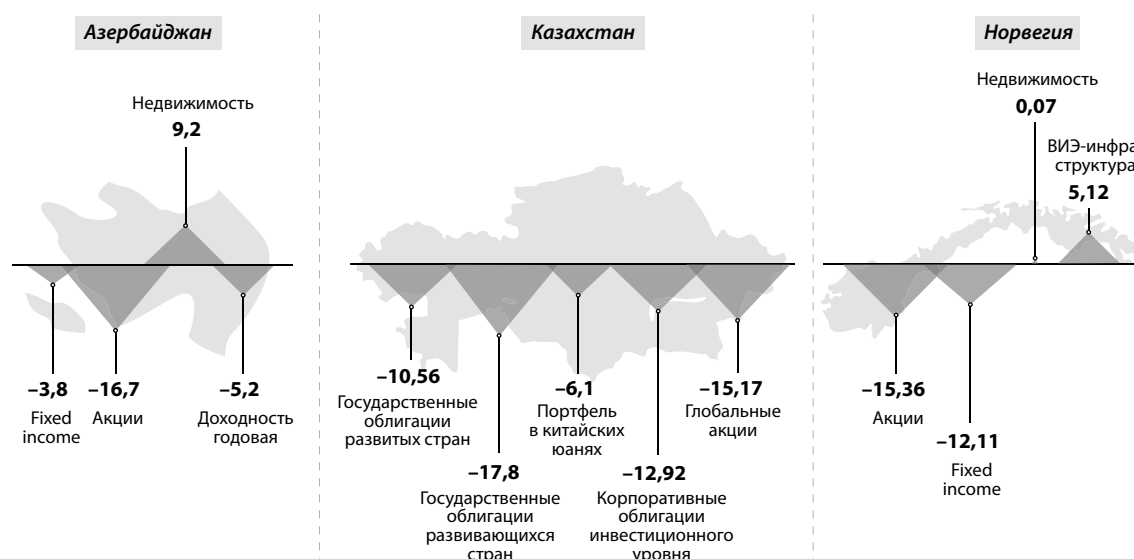 Азербайджан
Недвижимость
9,2
–3,8
Fixed
income
–16,7
Акции
–5,2
Доходность
годовая
Казахстан
–10,56
Государственные
облигации
развитых стран
–17,8
Государственные
облигации
развивающихся
стран
–6,1
Портфель
в китайских
юанях
–12,92
Корпоративные
облигации
инвестиционного
уровня
–15,17
Глобальные
акции
Норвегия
Недвижимость
0,07
ВИЭ-инфра
структура
5,12
–15,36
Акции
–12,11
Fixed
income